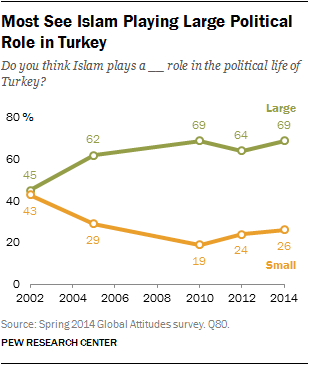 Most See Islam Playing Large Political
Role in Turkey
Do you think Islam plays a __ role in the political life of
Turkey?
80 %
60
40
20
0
Large
45
62
69
64
69
43
29
19
24
26
Small
2002
2004
2006
2008
2010
2012
2014
Source: Spring 2014 Global Attitudes survey. Q80.
PEW RESEARCH CENTER